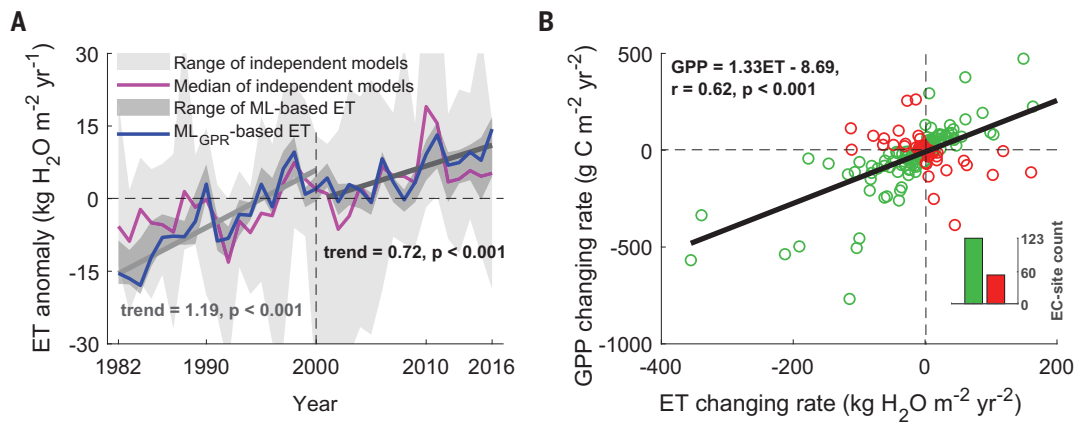 A
ET anomaly (kg H2O m-2 yr-1)
30
15
0
-15
-30
Range of independent models
Median of independent models
Range of ML-based ET
MLGPR-based ET
trend = 0.72, p < 0.001
trend = 1.19, p < 0.001
1982
1990
2000
2010
2016
Year
B
GPP changing rate (g C m-2 yr-2)
500
0
-500
-1000
GPP = 1.33ET - 8.69,
r = 0.62, p < 0.001
123
60
0
EC-site count
-400
-200
0
200
ET changing rate (kg H2O m-2 yr-2)